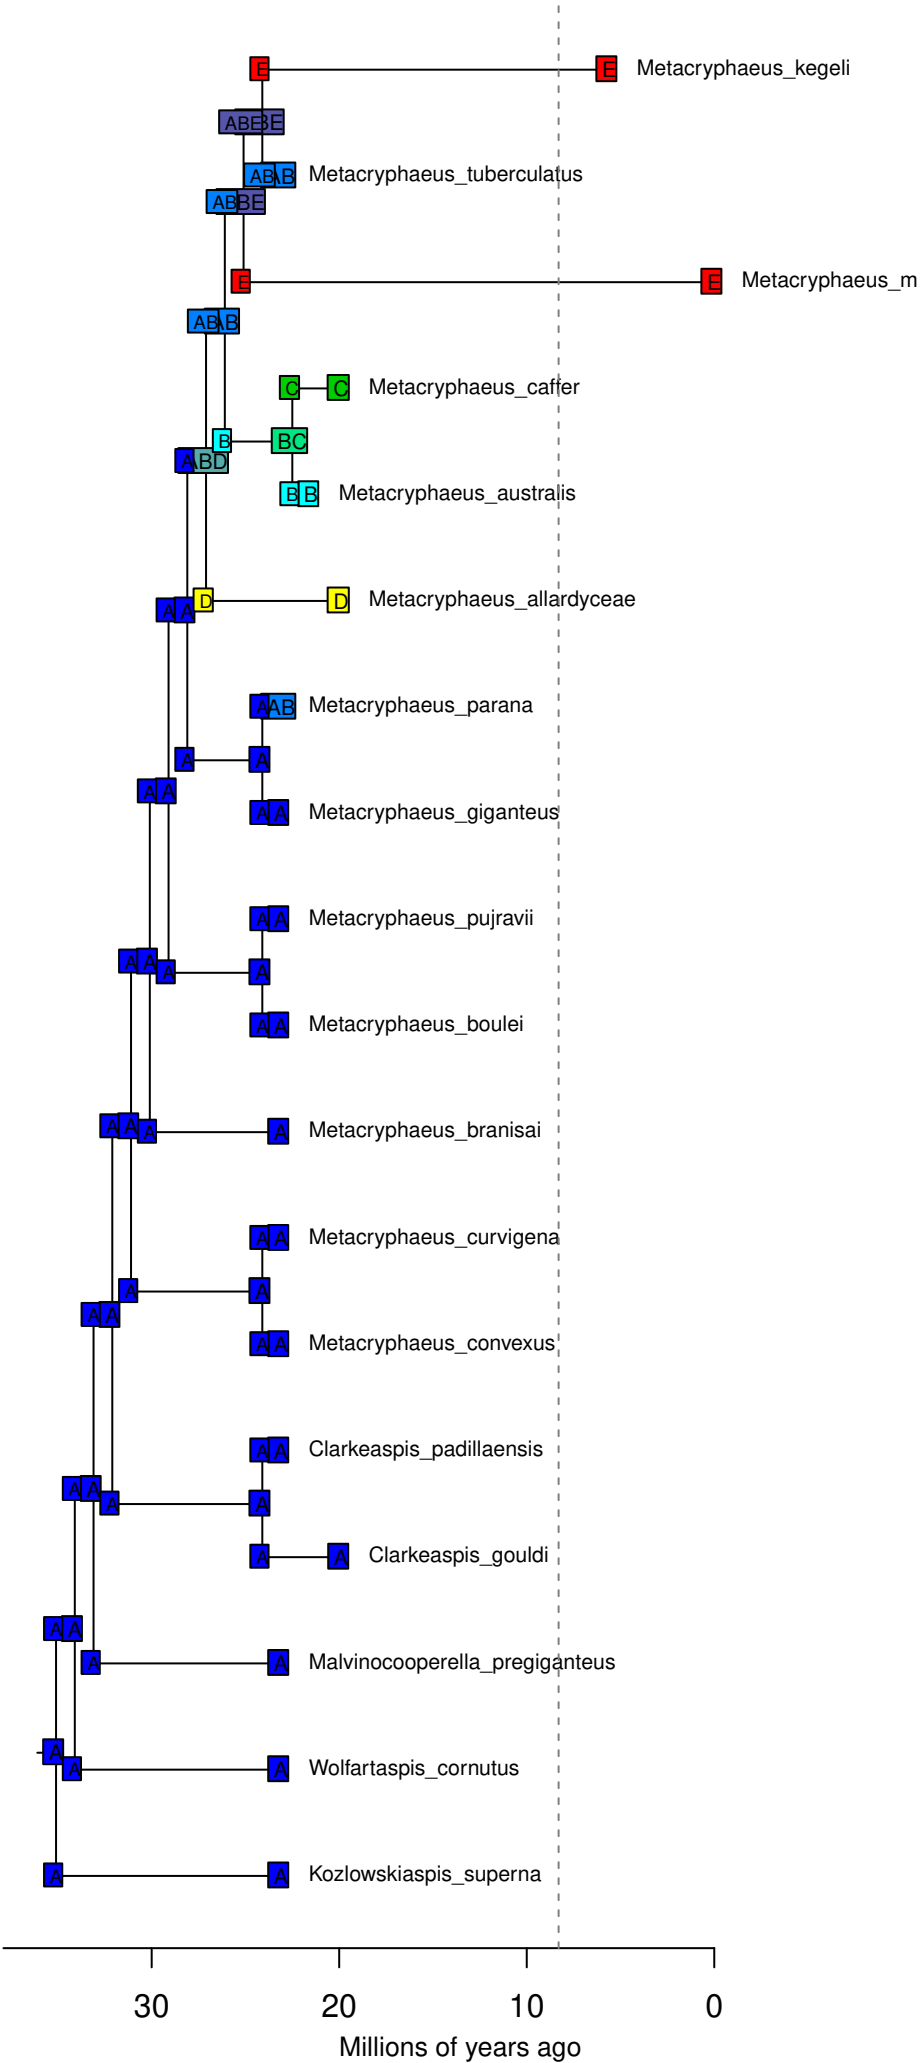 E E Metacryphaeus_kegeli
ABE BE
AB AB Metacryphaeus_tuberculatus
AB BE
E E Metacryphaeus_m
AB AB
C C Metacryphaeus_caffer
B BC
A ABD
B B Metacryphaeus_australis
D D Metacryphaeus_allardyceae
A A
A AB Metacryphaeus_parana
A A
A A
A A Metacryphaeus_giganteus
A A Metacryphaeus_pujravii
A A
A A
A A Metacryphaeus_boulei
A A
A A Metacryphaeus_branisai
A A Metacryphaeus_curvigena
A A
A A
A A Metacryphaeus_convexus
A A Clarkeaspis_padillaensis
A A
A A
A A Clarkeaspis_gouldi
A A
A A Malvinocooperella_pregiganteus
A
A A Wolfartaspis_cornutus
A A Kozlowskiaspis_superna
30 20 10 0
Millions of years ago